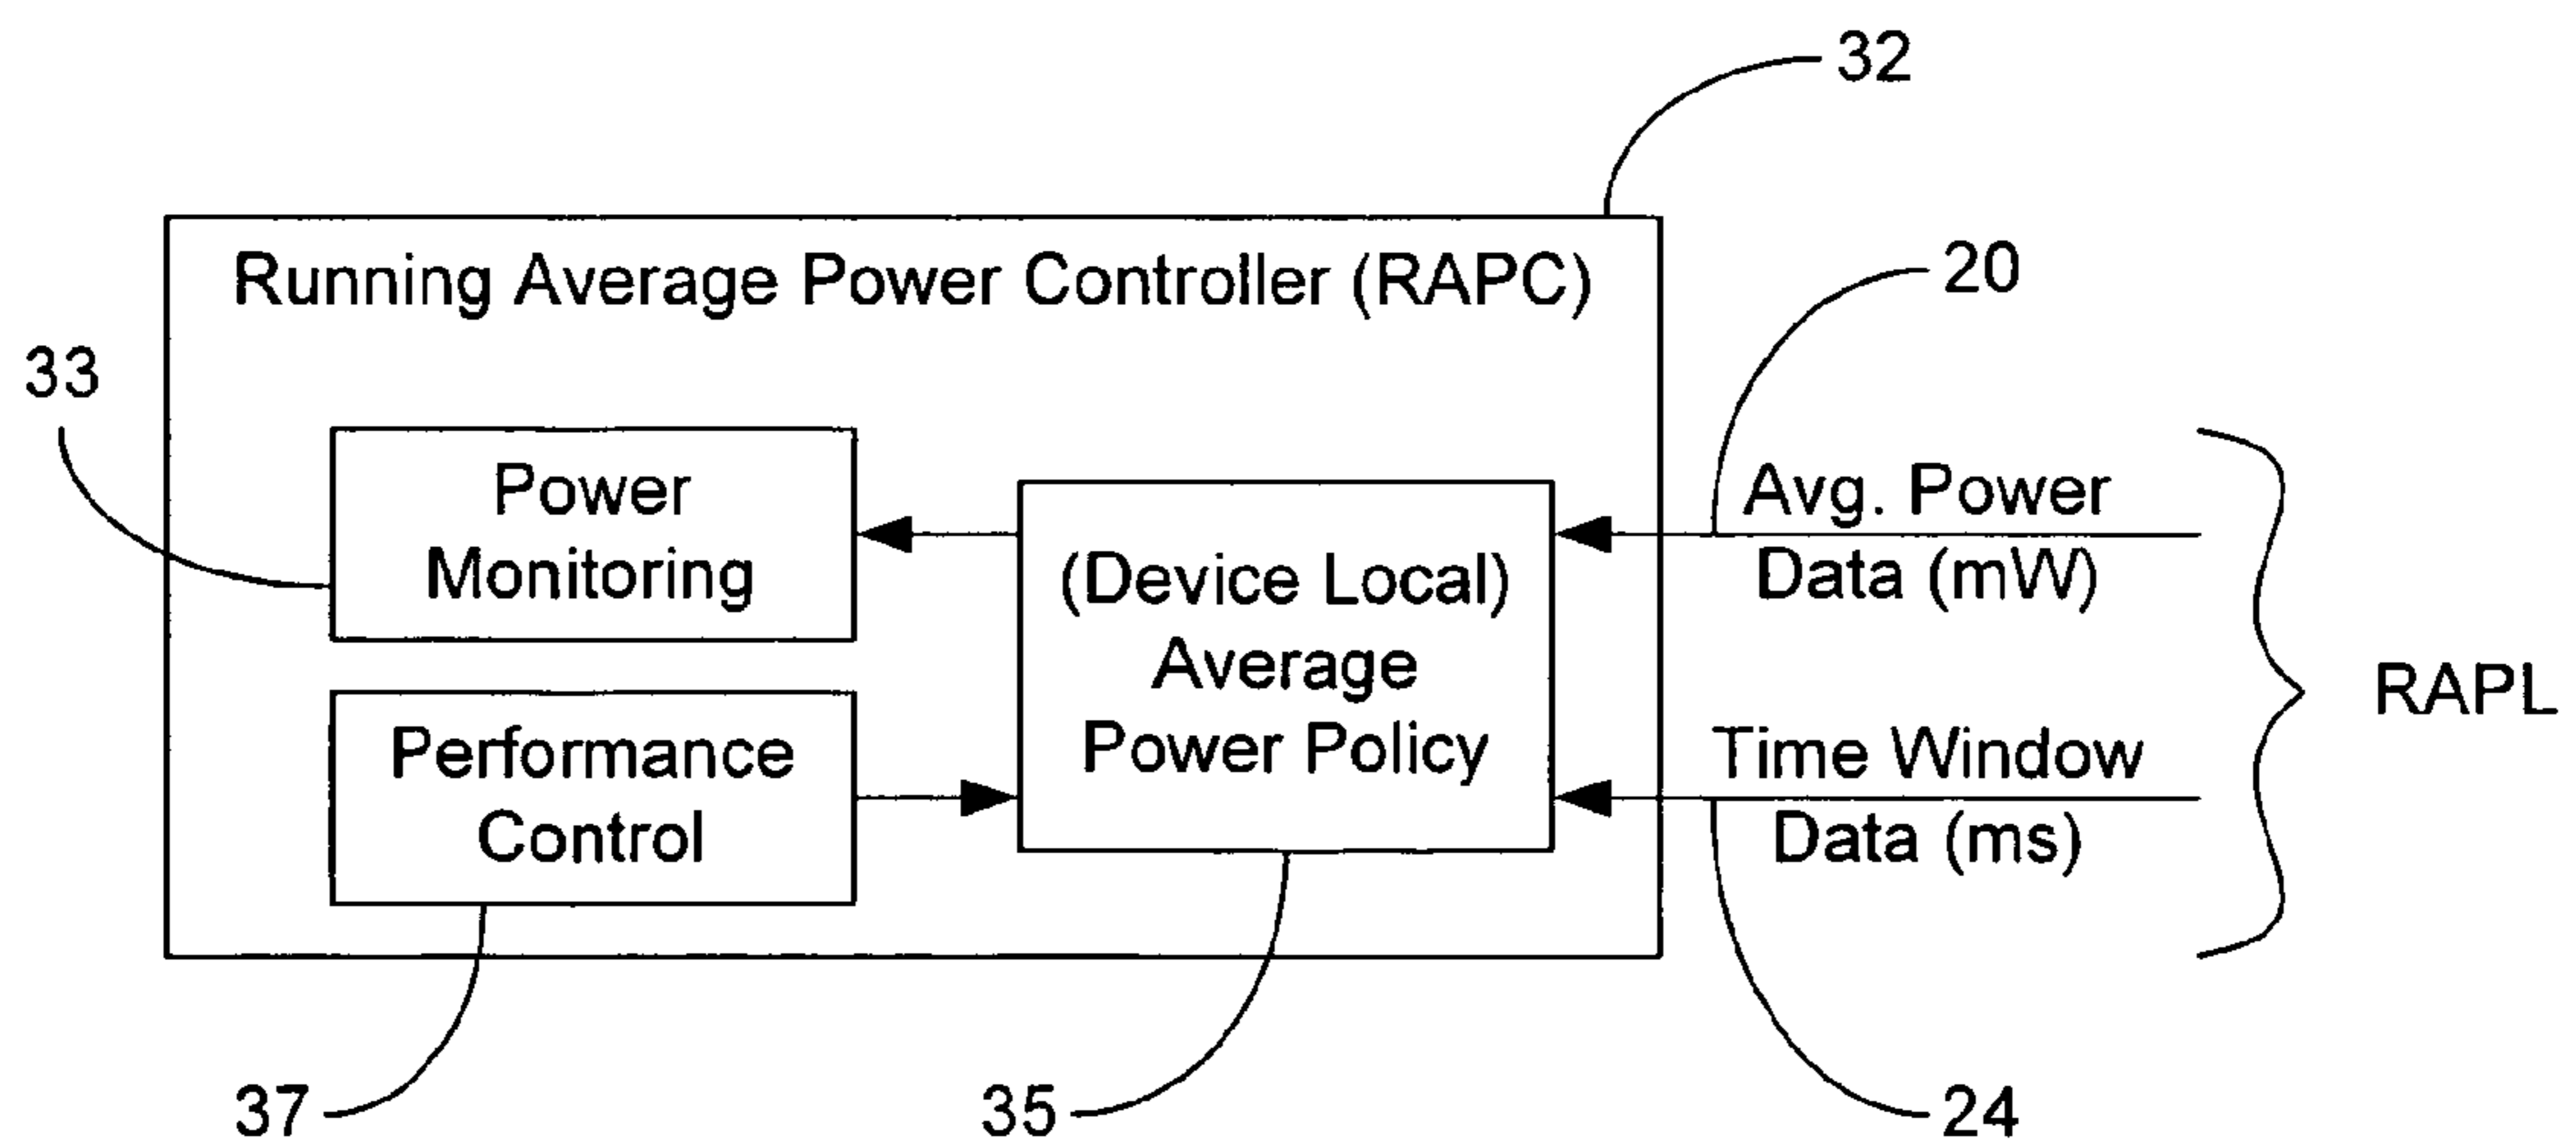 32
Running Average Power Controller (RAPC)
20
33
Power
Monitoring
(Device Local)
Average
Power Policy
Avg. Power
Data (mW)
RAPL
Performance
Control
Time Window
Data (ms)
37
35
24